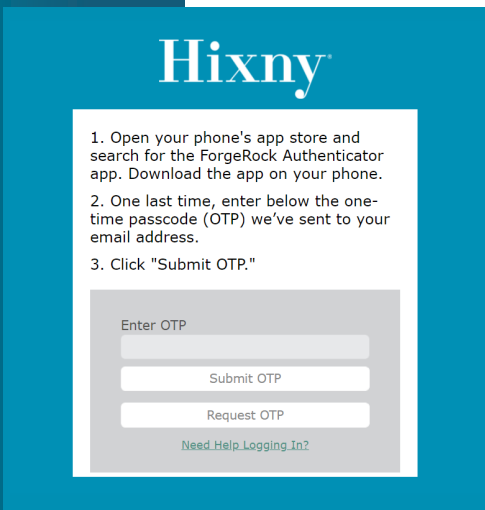 Hixny
1. Open your phone's app store and
search for the ForgeRock Authenticator
app. Download the app on your phone.
2. One last time, enter below the one-
time passcode (OTP) we’ve sent to your
email address.
3. Click "Submit OTP."
Enter OTP
Submit OTP
Request OTP
Need Help Logging In?